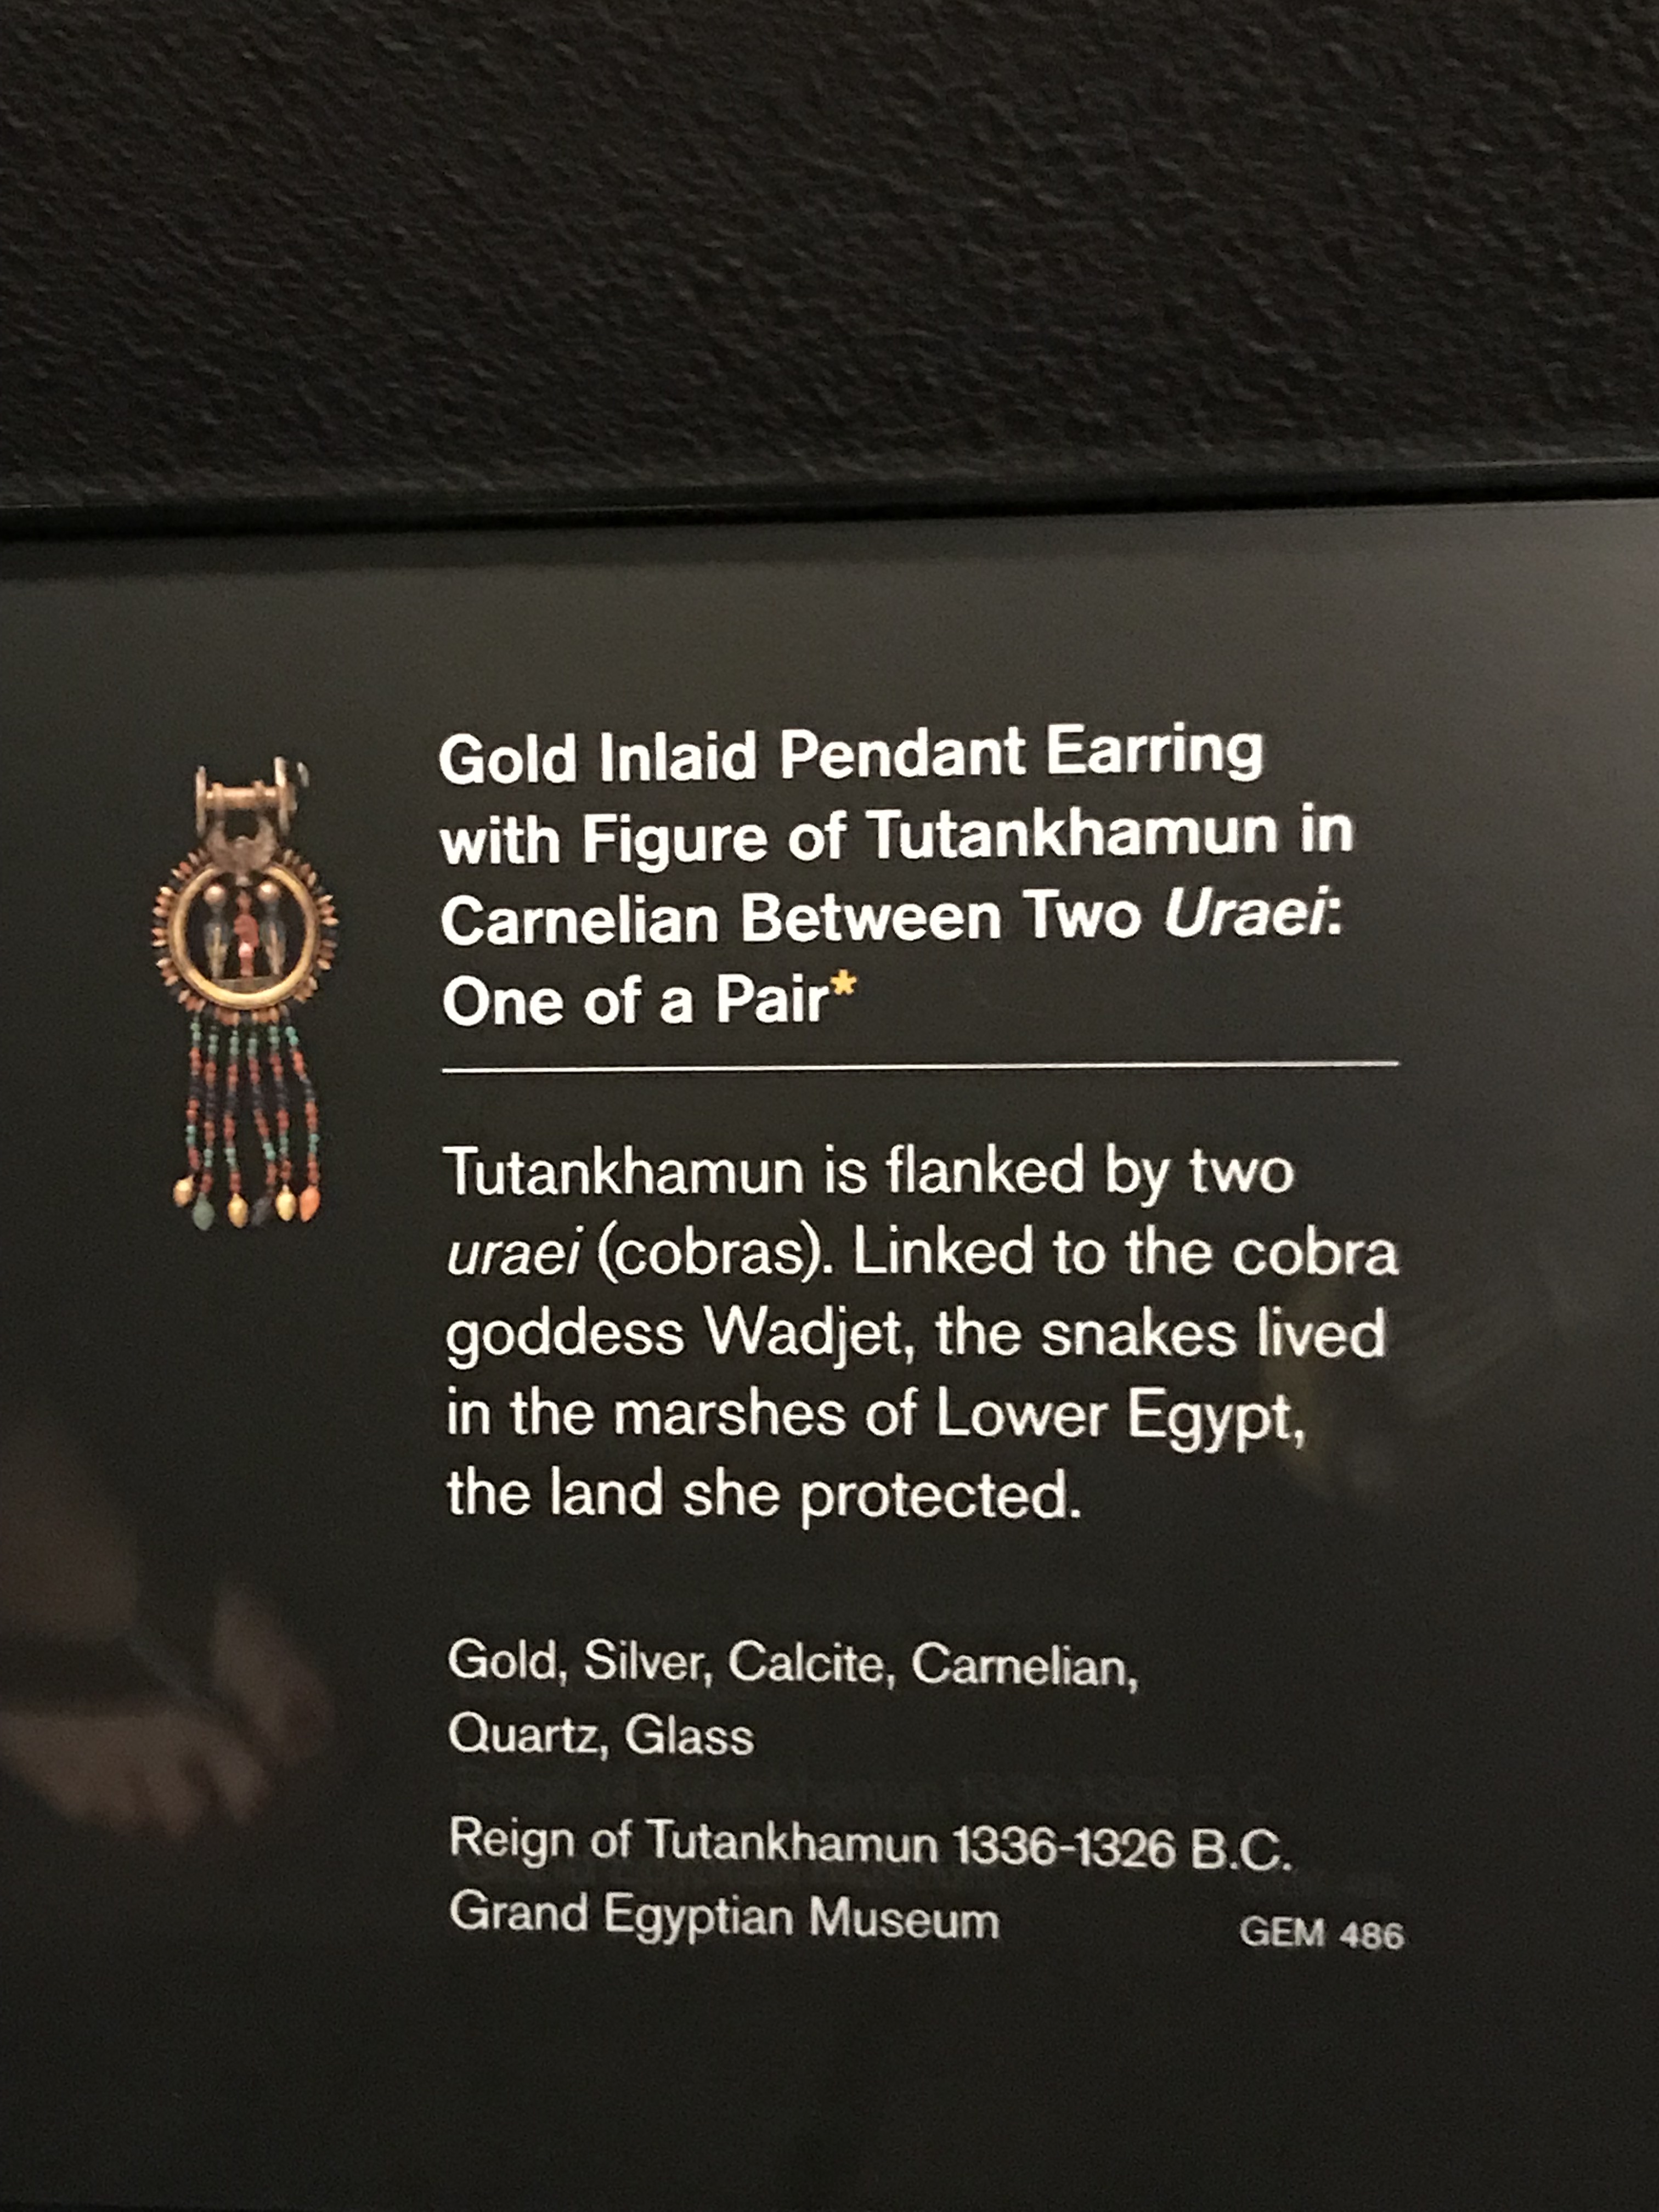 Gold Inlaid Pendant Earring
with Figure of Tutankhamun in
Carnelian Between Two Uraei:
One of a Pair*
Tutankhamun is flanked by two
uraei (cobras). Linked to the cobra
goddess Wadjet, the snakes lived
in the marshes of Lower Egypt,
the land she protected.
Gold, Silver, Calcite, Carnelian,
Quartz, Glass
Reign of Tutankhamun 1336-1326 B.C.
Grand Egyptian Museum GEM 486